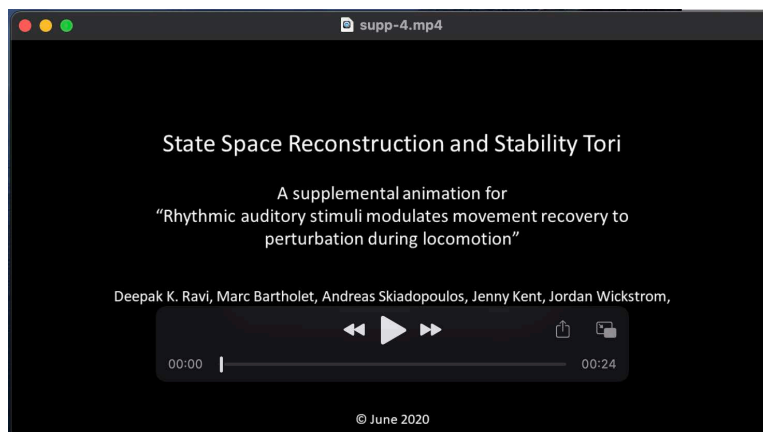 supp-4.mp4
State Space Reconstruction and Stability Tori
A supplemental animation for
“Rhythmic auditory stimuli modulates movement recovery to
perturbation during locomotion”
Deepak K. Ravi, Marc Bartholet, Andreas Skiadopoulos, Jenny Kent, Jordan Wickstrom,
00:00
00:24
© June 2020